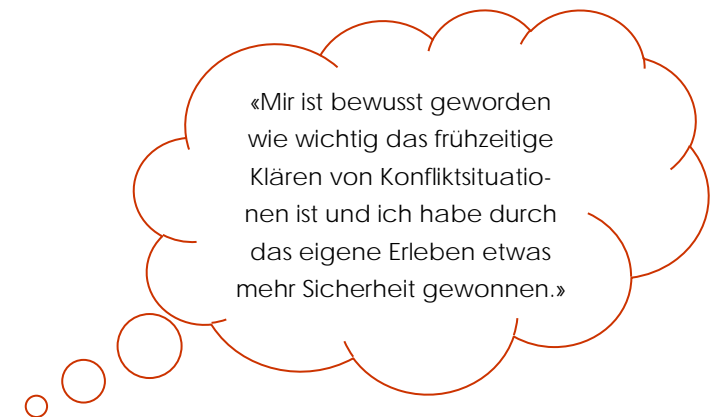 «Mir ist bewusst geworden
wie wichtig das frühzeitige
Klären von Konfliktsituatio-
nen ist und ich habe durch
das eigene Erleben etwas
mehr Sicherheit gewonnen.»